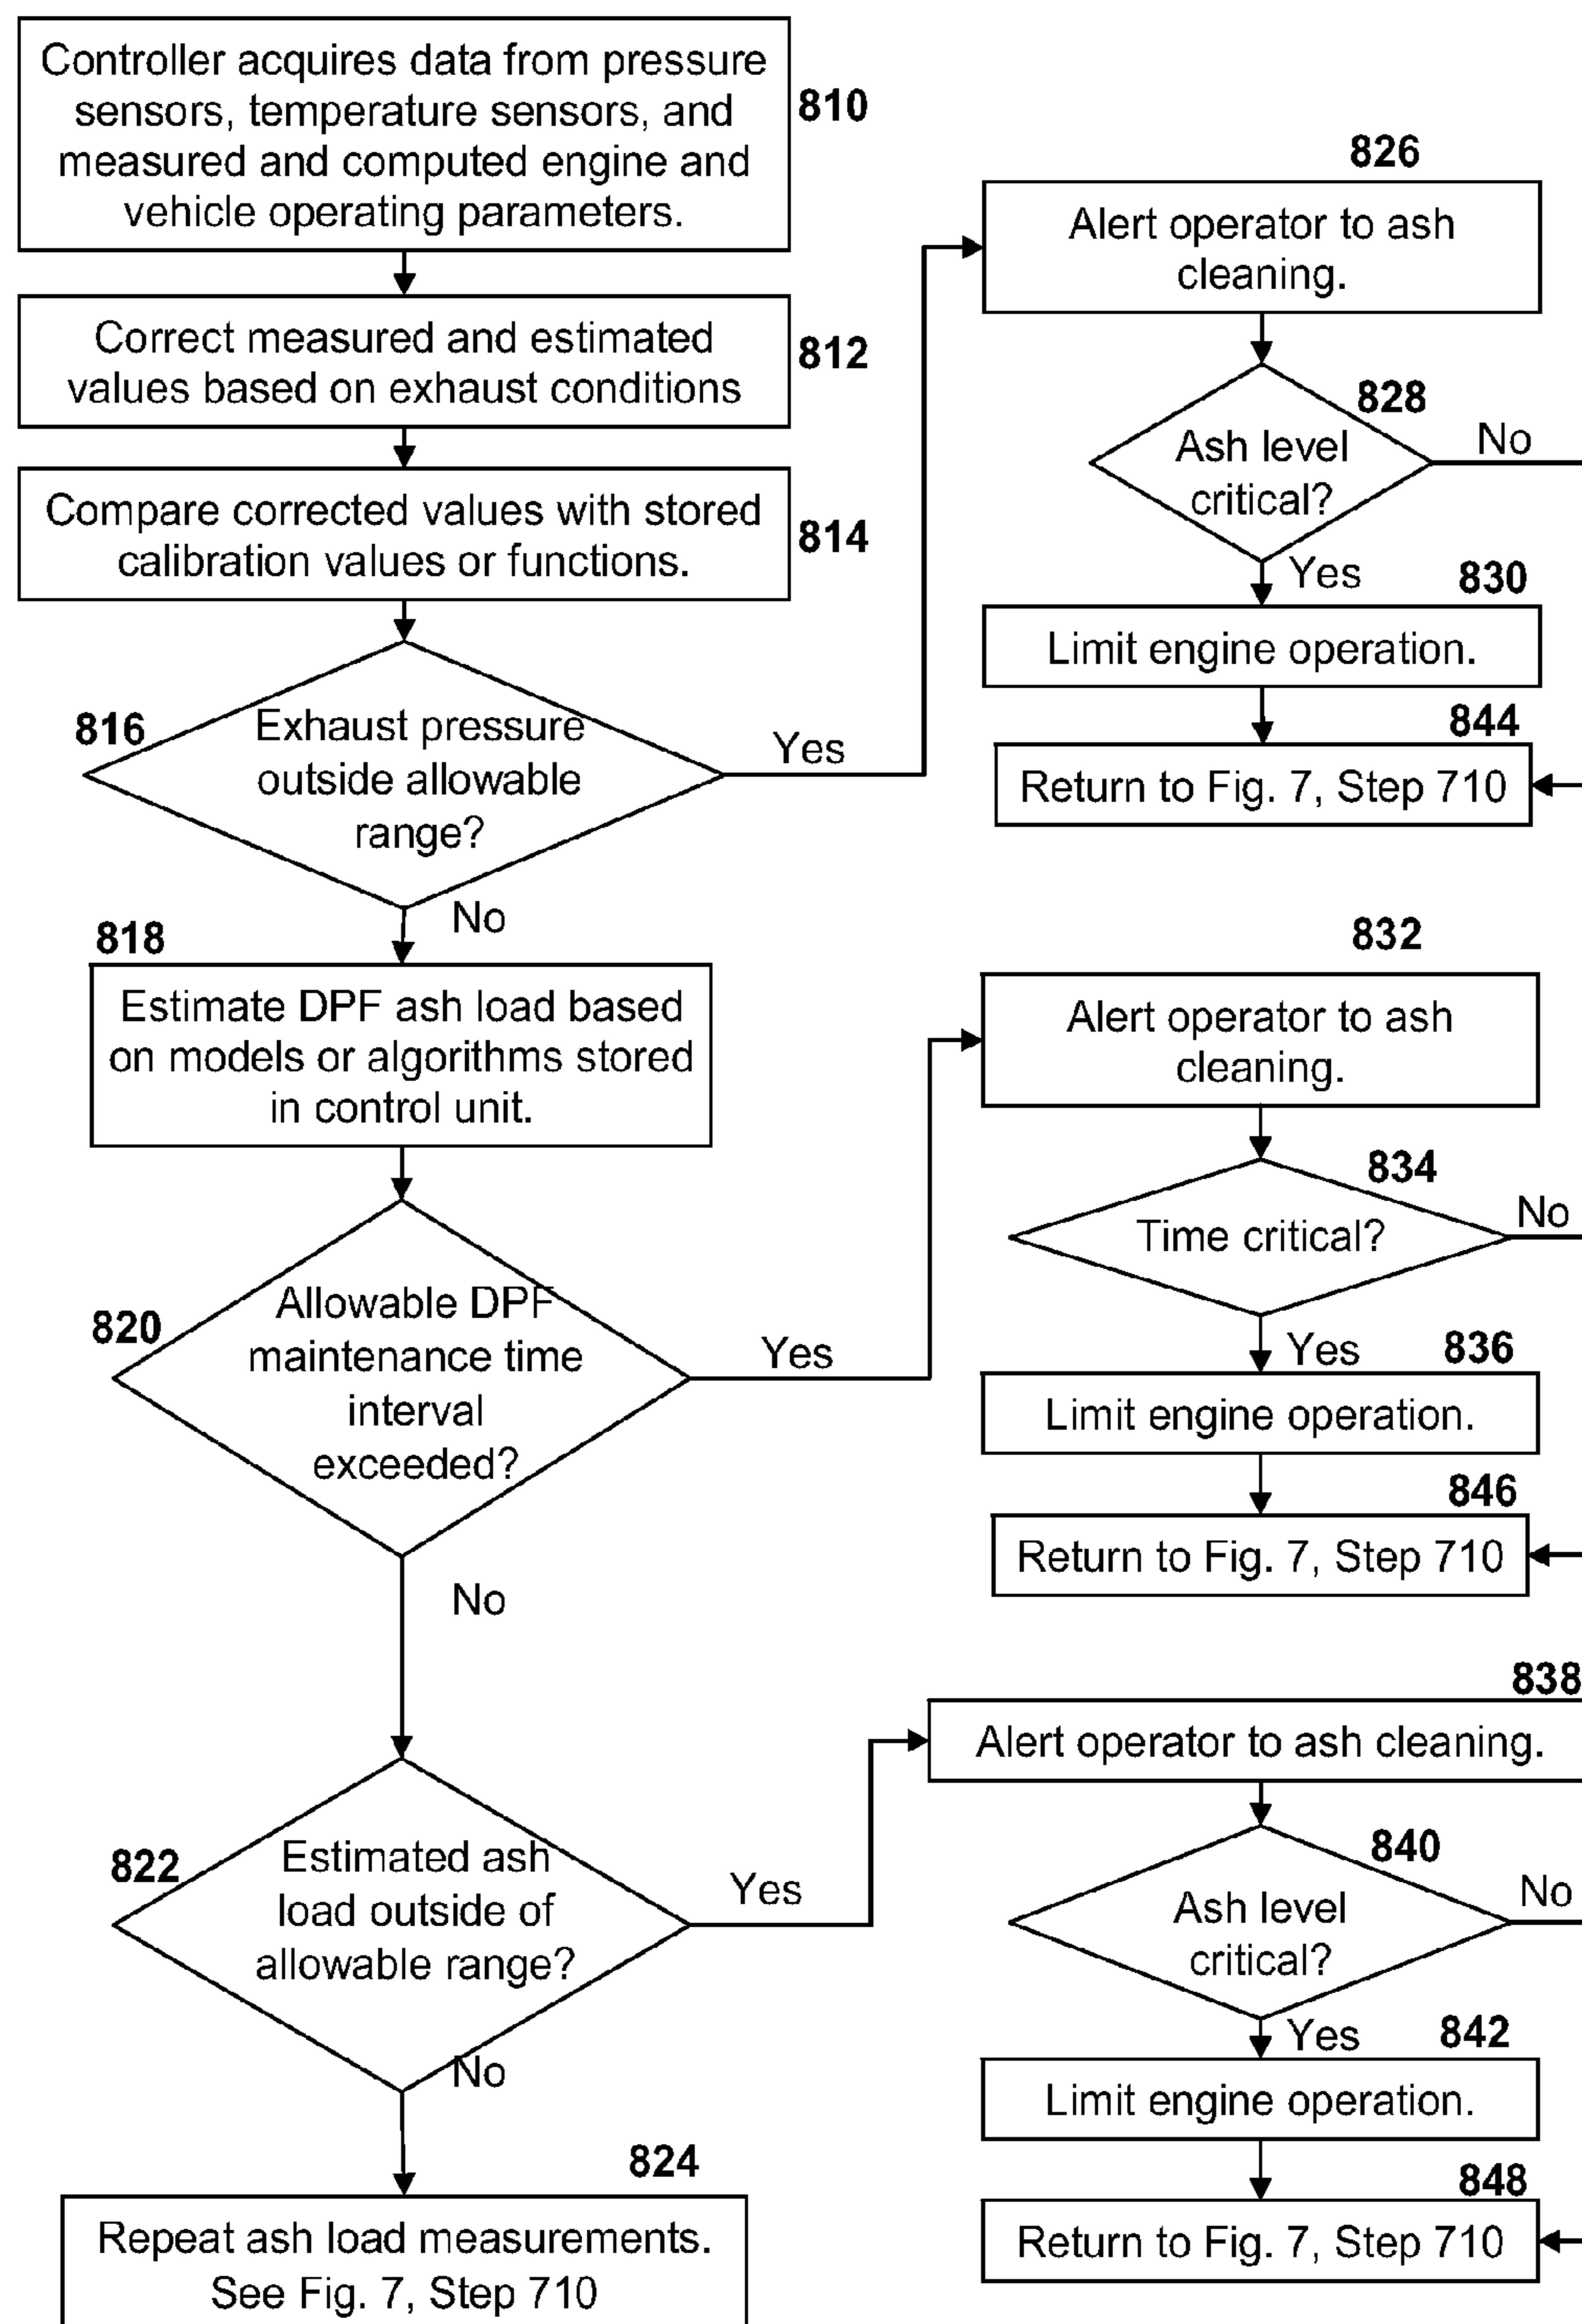 Controller acquires data from pressure
sensors, temperature sensors, and
measured and computed engine and
vehicle operating parameters.
810
Correct measured and estimated
values based on exhaust conditions
812
Compare corrected values with stored
calibration values or functions.
814
816
Exhaust pressure
outside allowable
range?
Yes
No
818
Estimate DPF ash load based
on models or algorithms stored
in control unit.
820
Allowable DPF
maintenance time
interval
exceeded?
Yes
No
822
Estimated ash
load outside of
allowable range?
Yes
No
824
Repeat ash load measurements.
See Fig. 7, Step 710
826
Alert operator to ash
cleaning.
828
Ash level
critical?
No
Yes
830
Limit engine operation.
844
Return to Fig. 7, Step 710
832
Alert operator to ash
cleaning.
834
Time critical?
No
Yes
836
Limit engine operation.
846
Return to Fig. 7, Step 710
838
Alert operator to ash cleaning.
840
Ash level
critical?
No
Yes
842
Limit engine operation.
848
Return to Fig. 7, Step 710